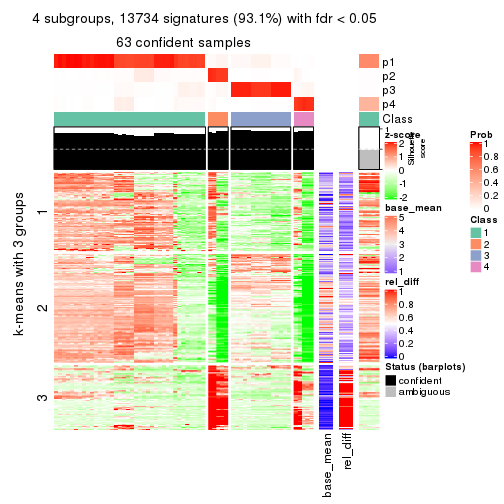 4 subgroups, 13734 signatures (93.1%) with fdr < 0.05
63 confident samples
p1
p2
p3
p4
Class
1
Silhouette
score
k-means with 3 groups
1
2
3
base_mean
rel_diff
z-score
2
1
0
-1
-2
base_mean
5
4
3
2
1
rel_diff
1
0.8
0.6
0.4
0.2
0
Status (barplots)
confident
ambiguous
Prob
1
0.8
0.6
0.4
0.2
0
Class
1
2
3
4